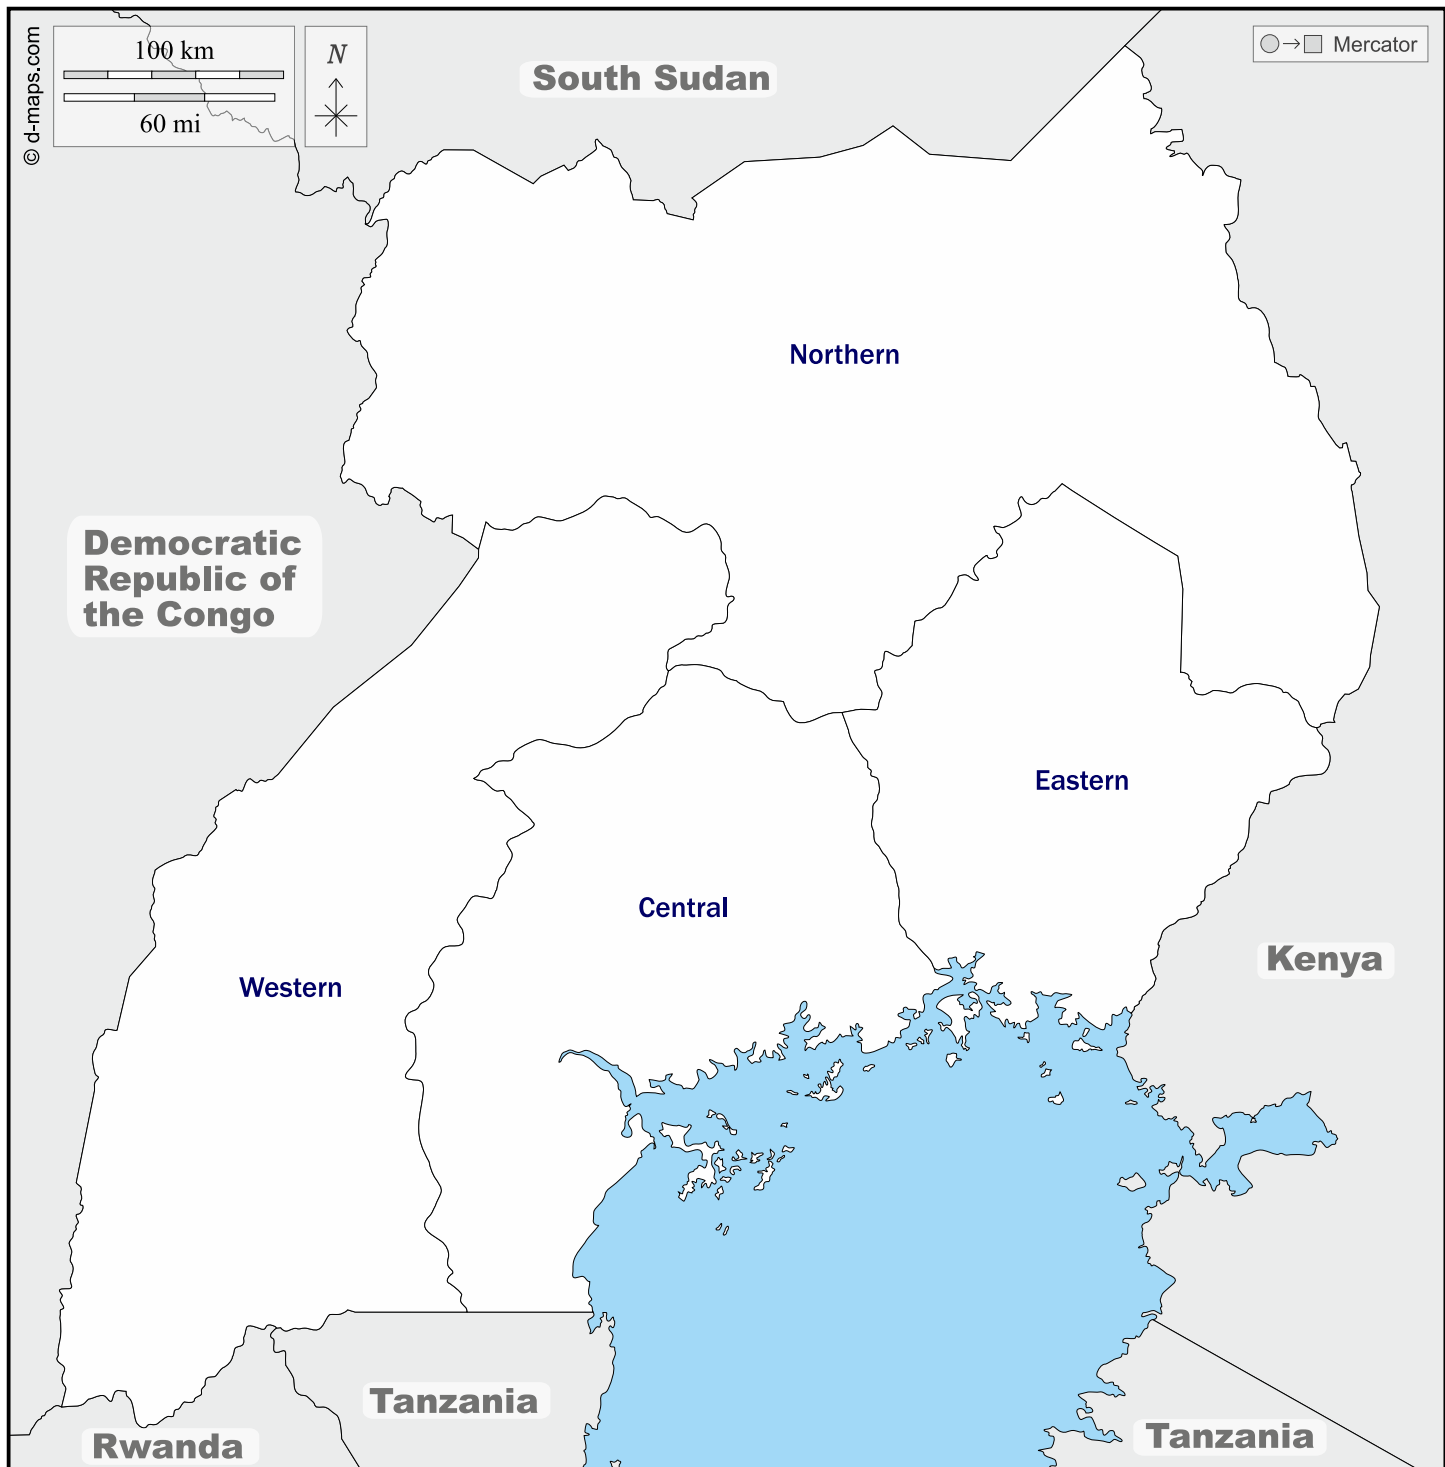 © d-maps.com
100 km
60 mi
N
Mercator
South Sudan
Northern
Democratic
Republic of
the Congo
Eastern
Central
Kenya
Western
Tanzania
Rwanda
Tanzania